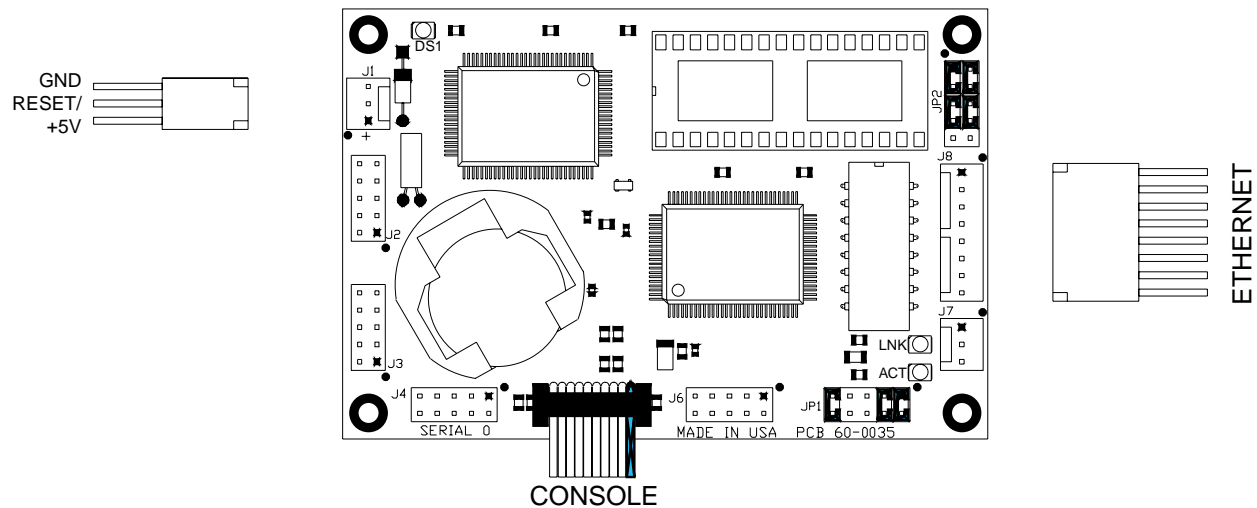 DS1
GND
RESET/
+5V
J1
+
JP2
J8
ETHERNET
J2
J3
J7
LNK
ACT
J4
J6
JP1
SERIAL 0
MADE IN USA
PCB 60-0035
CONSOLE